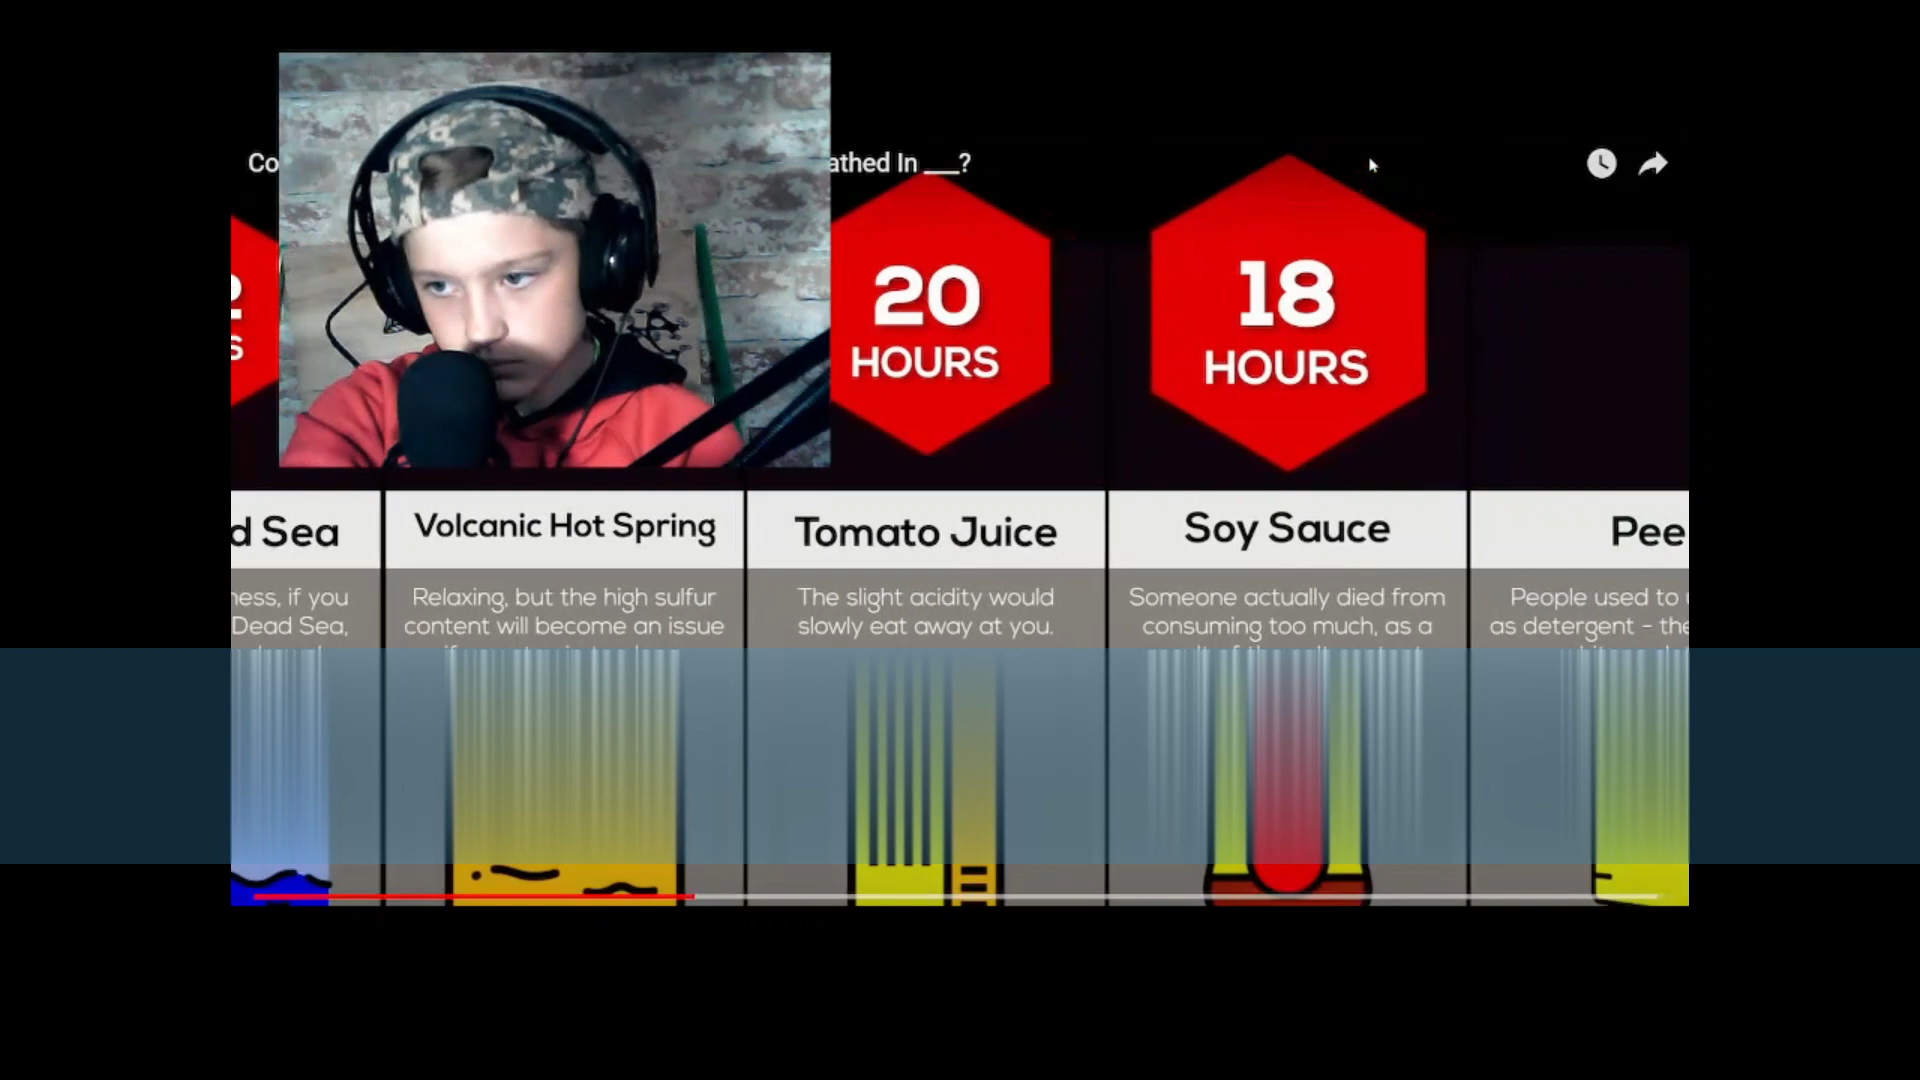 Co
athed In ___?
20
HOURS
18
HOURS
d Sea
Volcanic Hot Spring
Tomato Juice
Soy Sauce
Pee
ness, if you
Dead Sea,
Relaxing, but the high sulfur
content will become an issue
The slight acidity would
slowly eat away at you.
Someone actually died from
consuming too much, as a
People used to
as detergent - the